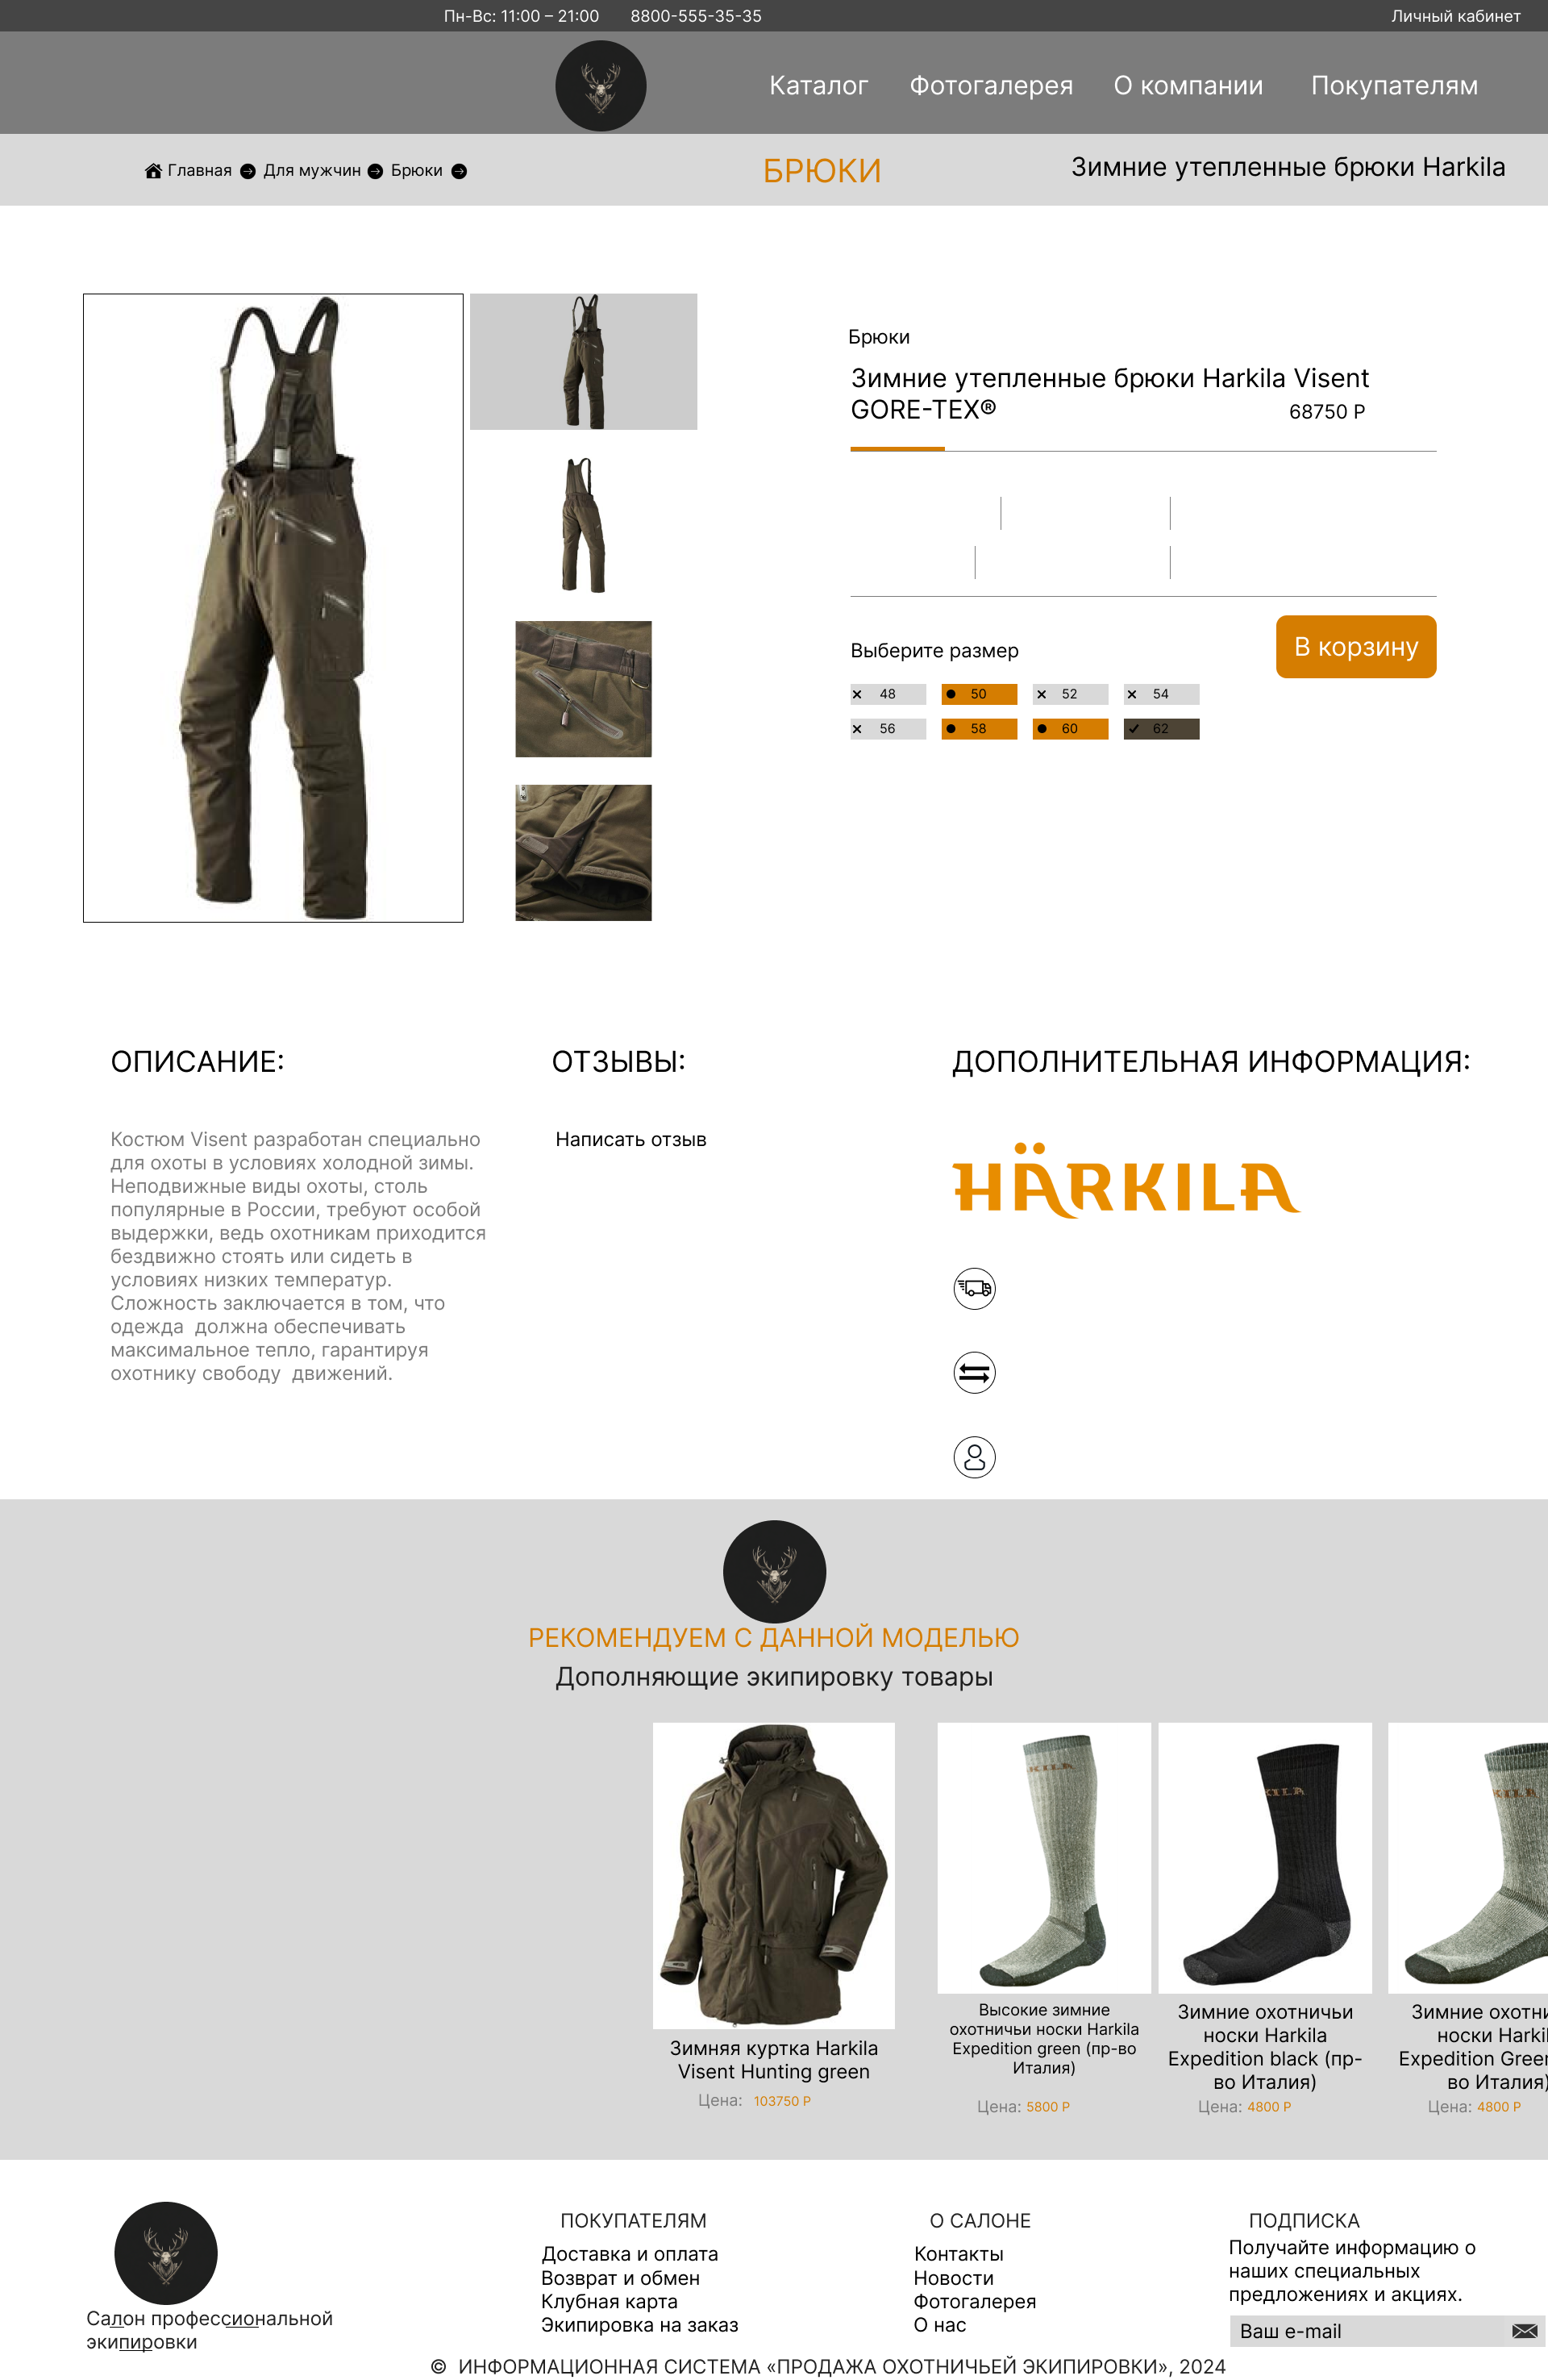 Пн-Вс: 11:00 – 21:00 8800-555-35-35 Личный кабинет
Каталог Фотогалерея О компании Покупателям
Главная Для мужчин Брюки БРЮКИ Зимние утепленные брюки Harkila
Брюки
Зимние утепленные брюки Harkila Visent
GORE-TEX®
68750 Р
Выберите размер
В корзину
48 50 52 54
56 58 60 62
ОПИСАНИЕ:
Костюм Visent разработан специально
для охоты в условиях холодной зимы.
Неподвижные виды охоты, столь
популярные в России, требуют особой
выдержки, ведь охотникам приходится
бездвижно стоять или сидеть в
условиях низких температур.
Сложность заключается в том, что
одежда  должна обеспечивать
максимальное тепло, гарантируя
охотнику свободу  движений.
ОТЗЫВЫ:
Написать отзыв
ДОПОЛНИТЕЛЬНАЯ ИНФОРМАЦИЯ:
HÄRKILA
РЕКОМЕНДУЕМ С ДАННОЙ МОДЕЛЬЮ
Дополняющие экипировку товары
Зимняя куртка Harkila
Visent Hunting green
Цена: 103750 Р
Высокие зимние
охотничьи носки Harkila
Expedition green (пр-во
Италия)
Цена: 5800 Р
Зимние охотничьи
носки Harkila
Expedition black (пр-
во Италия)
Цена: 4800 Р
Зимние охотни
носки Harki
Expedition Gree
во Италия)
Цена: 4800 Р
Салон профессиональной
экипировки
ПОКУПАТЕЛЯМ
Доставка и оплата
Возврат и обмен
Клубная карта
Экипировка на заказ
О САЛОНЕ
Контакты
Новости
Фотогалерея
О нас
ПОДПИСКА
Получайте информацию о
наших специальных
предложениях и акциях.
Ваш e-mail
© ИНФОРМАЦИОННАЯ СИСТЕМА «ПРОДАЖА ОХОТНИЧЬЕЙ ЭКИПИРОВКИ», 2024